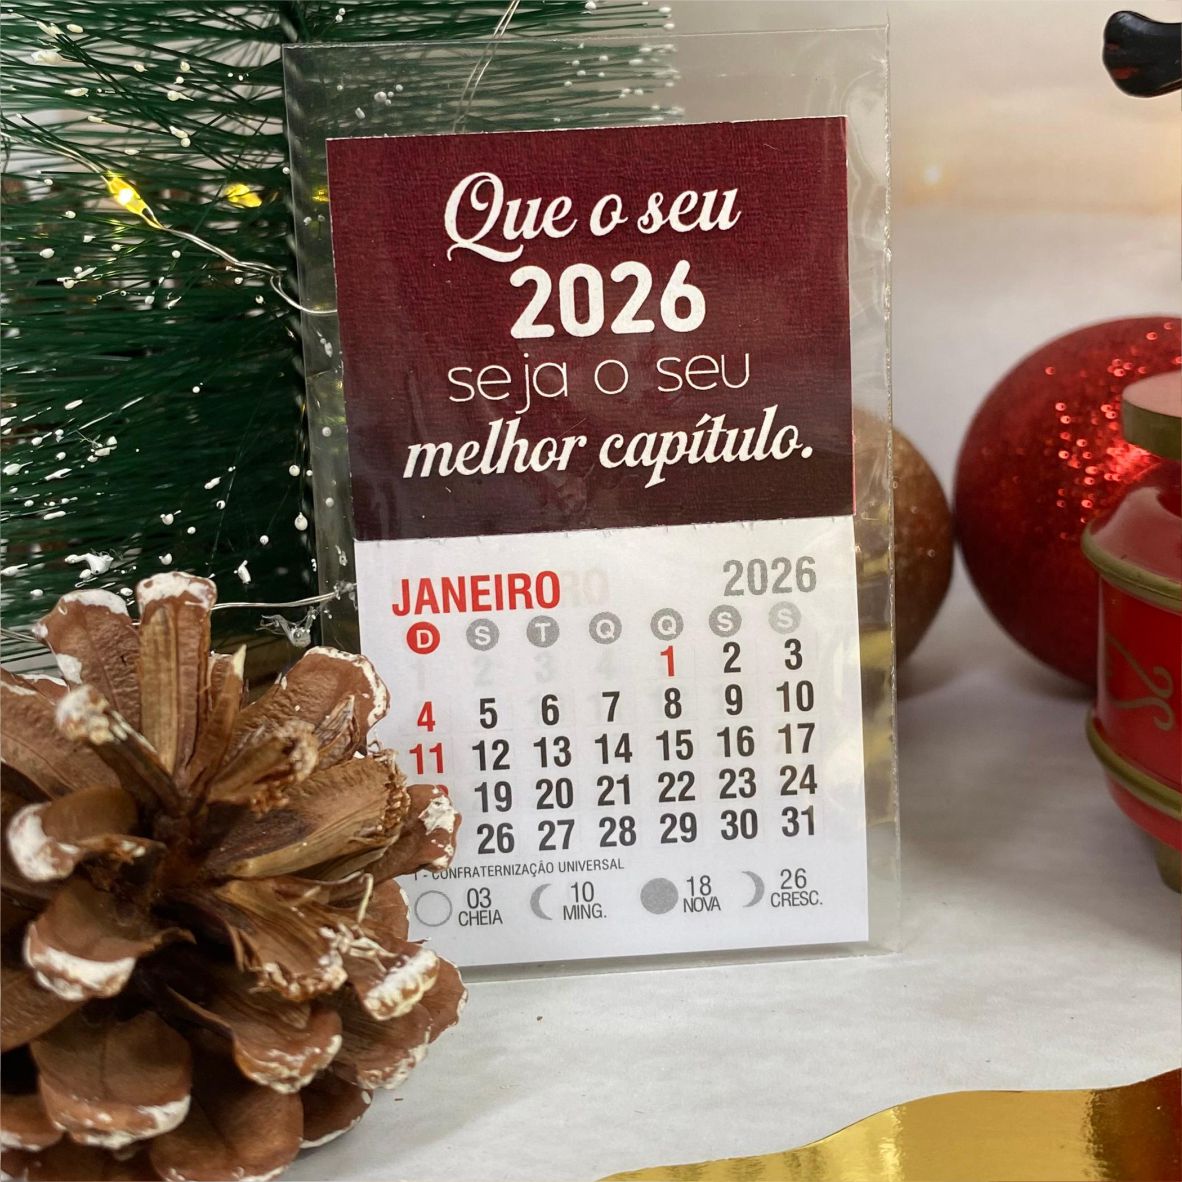 Que o seu
2026
seja o seu
melhor capítulo.
JANEIRO 2026
D S T Q Q S S
1 2 3
4 5 6 7 8 9 10
11 12 13 14 15 16 17
19 20 21 22 23 24
26 27 28 29 30 31
1 - CONFRATERNIZAÇÃO UNIVERSAL
03 10 18 26
CHEIA MING. NOVA CRESC.